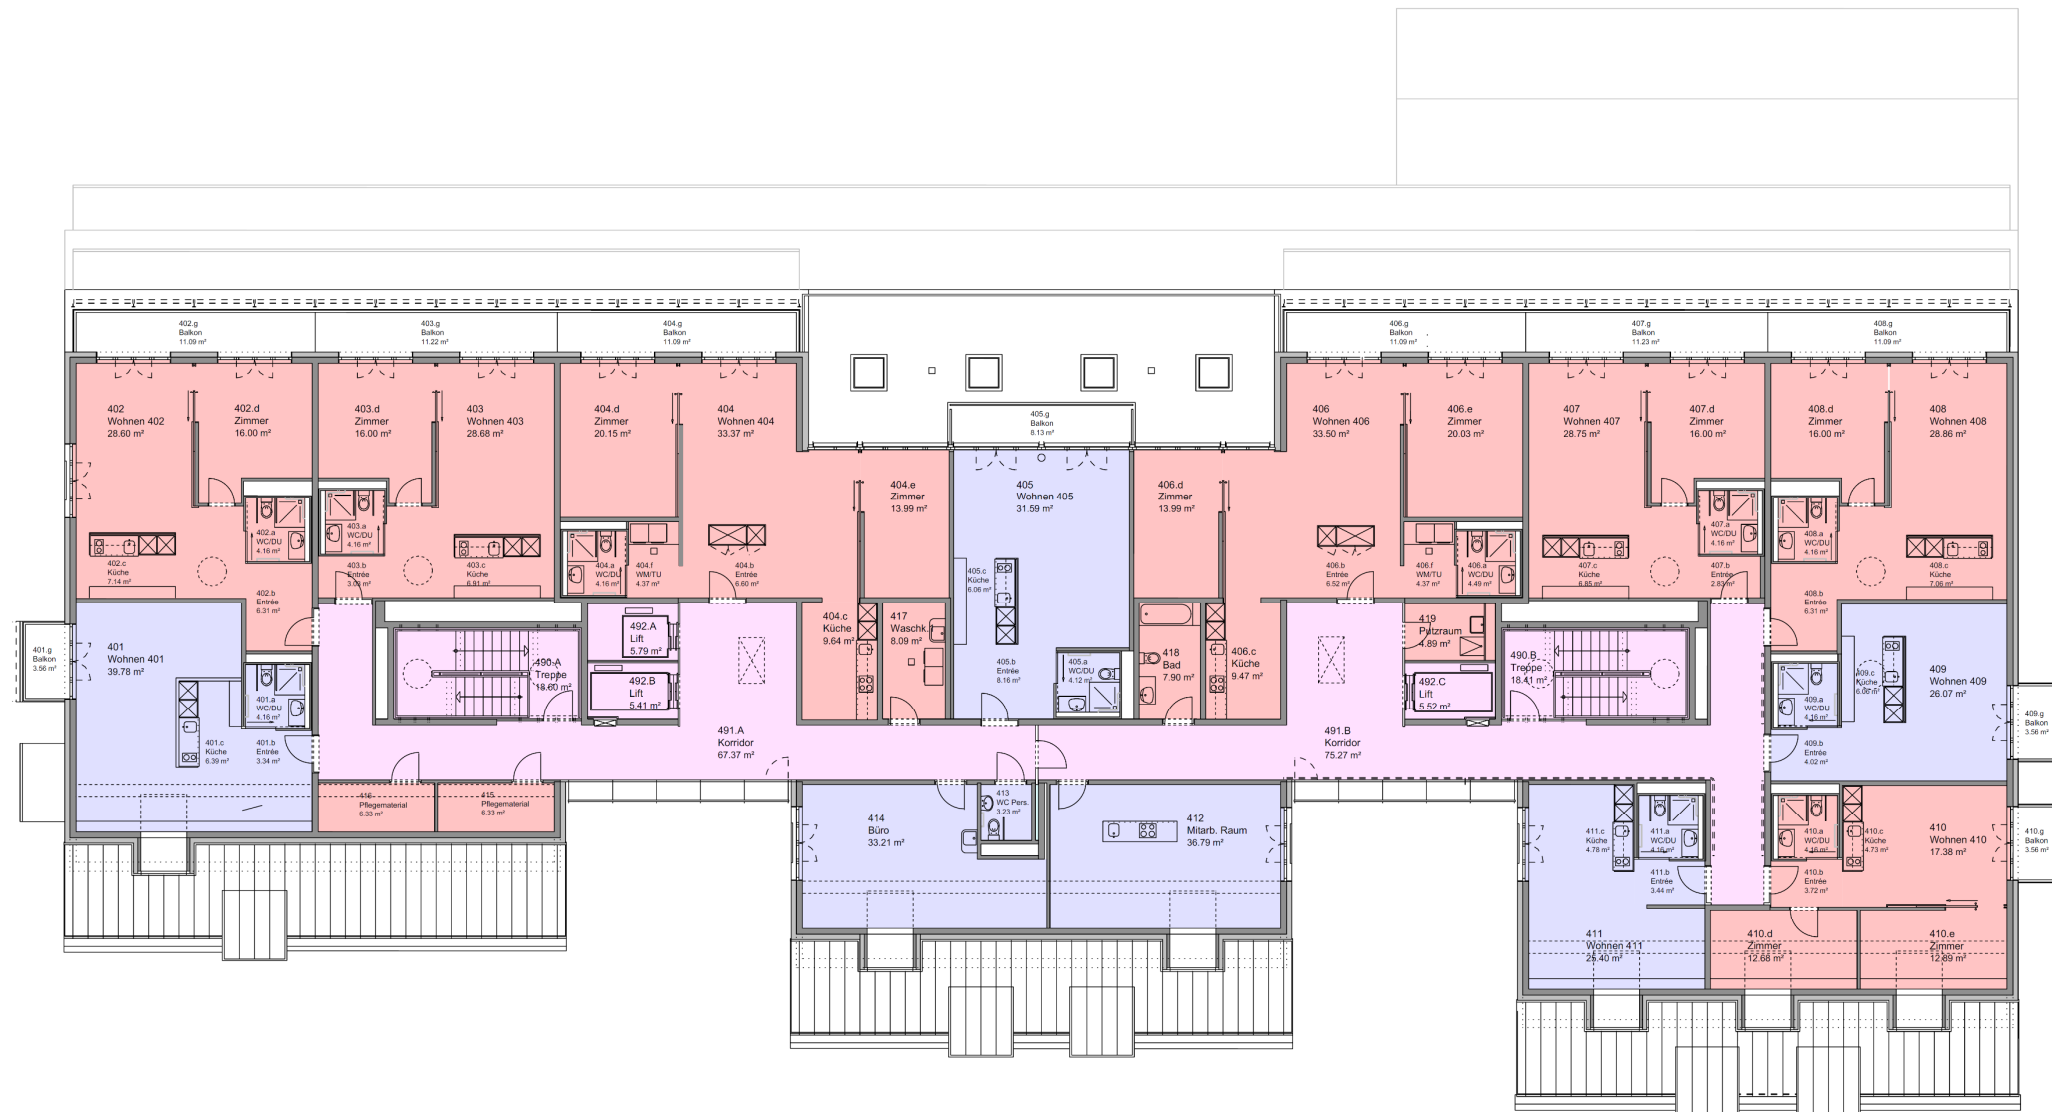 402.g
Balkon
11.09 m²
403.g
Balkon
11.22 m²
404.g
Balkon
11.09 m²
406.g
Balkon
11.09 m²
407.g
Balkon
11.23 m²
408.g
Balkon
11.09 m²
405.g
Balkon
8.13 m²
402
Wohnen 402
28.60 m²
402.d
Zimmer
16.00 m²
403.d
Zimmer
16.00 m²
403
Wohnen 403
28.68 m²
404.d
Zimmer
20.15 m²
404
Wohnen 404
33.37 m²
404.e
Zimmer
13.99 m²
405
Wohnen 405
31.59 m²
406.d
Zimmer
13.99 m²
406
Wohnen 406
33.50 m²
406.e
Zimmer
20.03 m²
407
Wohnen 407
28.75 m²
407.d
Zimmer
16.00 m²
408.d
Zimmer
16.00 m²
408
Wohnen 408
28.86 m²
402.a
WC/DU
4.16 m²
402.c
Küche
7.14 m²
402.b
Entrée
6.31 m²
403.a
WC/DU
4.16 m²
403.b
Entrée
403.c
Küche
6.91 m²
404.a
WC/DU
4.16 m²
404.f
WM/TU
4.37 m²
404.b
Entrée
6.60 m²
404.c
Küche
9.64 m²
417
Waschk.
8.09 m²
405.c
Küche
6.06 m²
405.b
Entrée
8.16 m²
405.a
WC/DU
4.12 m²
418
Bad
7.90 m²
406.c
Küche
9.47 m²
406.b
Entrée
6.52 m²
406.f
WM/TU
4.37 m²
406.a
WC/DU
4.49 m²
419
Putzraum
4.89 m²
407.c
Küche
6.85 m²
407.a
WC/DU
4.16 m²
407.b
Entrée
408.a
WC/DU
4.16 m²
408.b
Entrée
6.31 m²
408.c
Küche
7.06 m²
401.g
Balkon
3.56 m²
401
Wohnen 401
39.78 m²
401.a
WC/DU
4.16 m²
401.c
Küche
6.39 m²
401.b
Entrée
3.34 m²
490.A
Treppe
18.60 m²
492.A
Lift
5.79 m²
492.B
Lift
5.41 m²
491.A
Korridor
67.37 m²
491.B
Korridor
75.27 m²
492.C
Lift
5.52 m²
490.B
Treppe
18.41 m²
409.c
Küche
6.06 m²
409.a
WC/DU
4.16 m²
409.b
Entrée
4.02 m²
409
Wohnen 409
26.07 m²
409.g
Balkon
3.56 m²
416
Pflegematerial
6.33 m²
415
Pflegematerial
6.33 m²
414
Büro
33.21 m²
413
WC Pers.
3.23 m²
412
Mitarb. Raum
36.79 m²
411.c
Küche
4.78 m²
411.a
WC/DU
4.16 m²
411.b
Entrée
3.44 m²
411
Wohnen 411
25.40 m²
410.a
WC/DU
4.16 m²
410.c
Küche
4.73 m²
410.b
Entrée
3.72 m²
410
Wohnen 410
17.38 m²
410.g
Balkon
3.56 m²
410.d
Zimmer
12.68 m²
410.e
Zimmer
12.89 m²